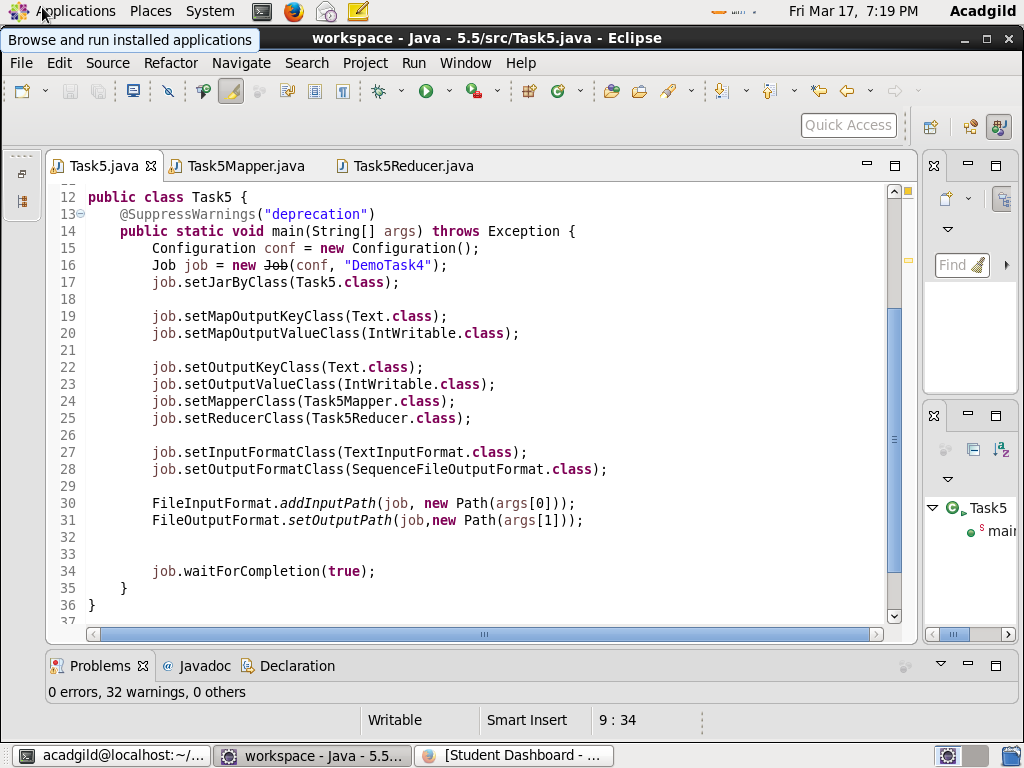 Applications Places System Fri Mar 17, 7:19 PM Acadgild
Browse and run installed applications
workspace - Java - 5.5/src/Task5.java - Eclipse
File Edit Source Refactor Navigate Search Project Run Window Help
Quick Access
Task5.java Task5Mapper.java Task5Reducer.java
12 public class Task5 {
13 @SuppressWarnings("deprecation")
14 public static void main(String[] args) throws Exception {
15 Configuration conf = new Configuration();
16 Job job = new Job(conf, "DemoTask4");
17 job.setJarByClass(Task5.class);
18
19 job.setMapOutputKeyClass(Text.class);
20 job.setMapOutputValueClass(IntWritable.class);
21
22 job.setOutputKeyClass(Text.class);
23 job.setOutputValueClass(IntWritable.class);
24 job.setMapperClass(Task5Mapper.class);
25 job.setReducerClass(Task5Reducer.class);
26
27 job.setInputFormatClass(TextInputFormat.class);
28 job.setOutputFormatClass(SequenceFileOutputFormat.class);
29
30 FileInputFormat.addInputPath(job, new Path(args[0]));
31 FileOutputFormat.setOutputPath(job,new Path(args[1]));
32
33
34 job.waitForCompletion(true);
35 }
36 }
37
Find
Task5
main
Problems @ Javadoc Declaration
0 errors, 32 warnings, 0 others
Writable Smart Insert 9 : 34
acadgild@localhost:~/... workspace - Java - 5.5... [Student Dashboard - ...